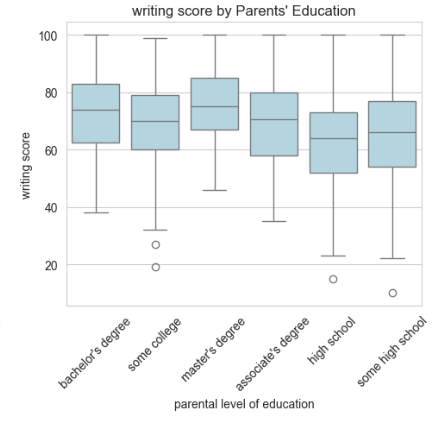 writing score by Parents' Education
100
80
60
40
20
writing score
bachelor's degree
some college
master's degree
associate's degree
high school
some high school
parental level of education